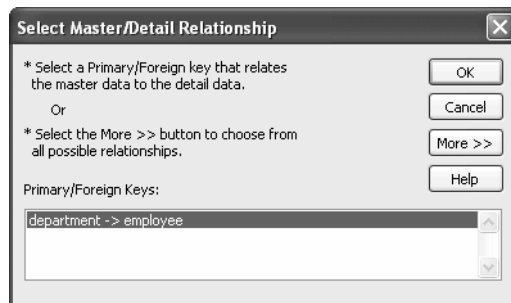 Select Master/Detail Relationship
* Select a Primary/Foreign key that relates
the master data to the detail data.
Or
* Select the More >> button to choose from
all possible relationships.
OK
Cancel
More >>
Help
Primary/Foreign Keys:
department -> employee